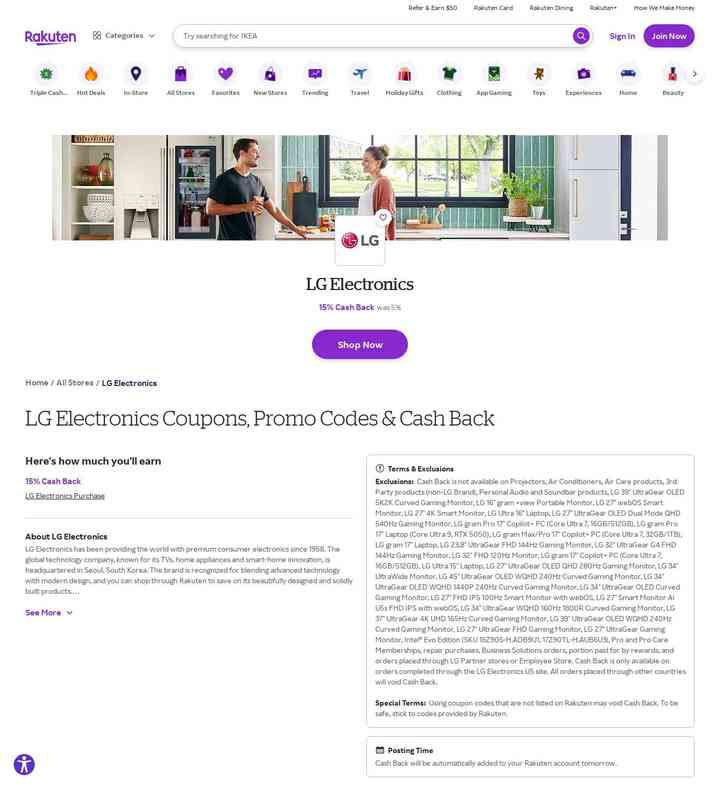 Refer & Earn $50 Rakuten Card Rakuten Dining Rakuten+ How We Make Money
Rakuten Categories Try searching for 'IKEA' Sign In Join Now
Triple Cash... Hot Deals In-Store All Stores Favorites New Stores Trending Travel Holiday Gifts Clothing App Gaming Toys Experiences Home Beauty
LG
LG Electronics
15% Cash Back was 5%
Shop Now
Home / All Stores / LG Electronics
LG Electronics Coupons, Promo Codes & Cash Back
Here's how much you'll earn
15% Cash Back
LG Electronics Purchase
About LG Electronics
LG Electronics has been providing the world with premium consumer electronics since 1958. The
global technology company, known for its TVs, home appliances and smart-home innovation, is
headquartered in Seoul, South Korea. The brand is recognized for blending advanced technology
with modern design, and you can shop through Rakuten to save on its beautifully designed and solidly
built products....
See More
Terms & Exclusions
Exclusions: Cash Back is not available on Projectors, Air Conditioners, Air Care products, 3rd
Party products (non-LG Brand), Personal Audio and Soundbar products, LG 39" UltraGear OLED
5K2K Curved Gaming Monitor, LG 16" gram +view Portable Monitor, LG 27" webOS Smart
Monitor, LG 27" 4K Smart Monitor, LG Ultra 16" Laptop, LG 27" UltraGear OLED Dual Mode QHD
540Hz Gaming Monitor, LG gram Pro 17" Copilot+ PC (Core Ultra 7, 16GB/512GB), LG gram Pro
17" Laptop (Core Ultra 9, RTX 5050), LG gram Max/Pro 17" Copilot+ PC (Core Ultra 7, 32GB/1TB),
LG gram 17" Laptop, LG 23.8" UltraGear FHD 144Hz Gaming Monitor, LG 32" UltraGear G4 FHD
144Hz Gaming Monitor, LG 32" FHD 120Hz Monitor, LG gram 17" Copilot+ PC (Core Ultra 7,
16GB/512GB), LG Ultra 15" Laptop, LG 27" UltraGear OLED QHD 280Hz Gaming Monitor, LG 34"
UltraWide Monitor, LG 45" UltraGear OLED WQHD 240Hz Curved Gaming Monitor, LG 34"
UltraGear OLED WQHD 1440P 240Hz Curved Gaming Monitor, LG 34" UltraGear OLED Curved
Gaming Monitor, LG 27" FHD IPS 100Hz Smart Monitor with webOS, LG 27" Smart Monitor AI
U5s FHD IPS with webOS, LG 34" UltraGear WQHD 160Hz 1800R Curved Gaming Monitor, LG
37" UltraGear 4K UHD 165Hz Curved Gaming Monitor, LG 39" UltraGear OLED WQHD 240Hz
Curved Gaming Monitor, LG 27" UltraGear FHD Gaming Monitor, LG 27" UltraGear Gaming
Monitor, Intel® Evo Edition (SKU 15Z90S-H.ADB9U1, 17Z90TL-H.AUB6U1), Pro and Pro Care
Memberships, repair purchases, Business Solutions orders, portion paid for by rewards, and
orders placed through LG Partner stores or Employee Store. Cash Back is only available on
orders completed through the LG Electronics US site. All orders placed through other countries
will void Cash Back.
Special Terms: Using coupon codes that are not listed on Rakuten may void Cash Back. To be
safe, stick to codes provided by Rakuten.
Posting Time
Cash Back will be automatically added to your Rakuten account tomorrow.